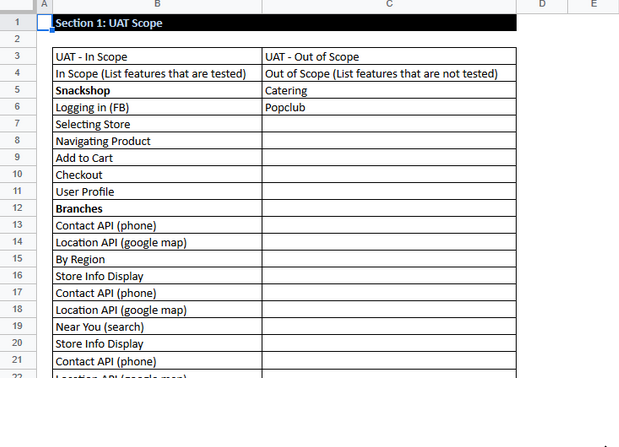 A B C D E
1 Section 1: UAT Scope
2
3 UAT - In Scope UAT - Out of Scope
4 In Scope (List features that are tested) Out of Scope (List features that are not tested)
5 Snackshop Catering
6 Logging in (FB) Popclub
7 Selecting Store
8 Navigating Product
9 Add to Cart
10 Checkout
11 User Profile
12 Branches
13 Contact API (phone)
14 Location API (google map)
15 By Region
16 Store Info Display
17 Contact API (phone)
18 Location API (google map)
19 Near You (search)
20 Store Info Display
21 Contact API (phone)
22 Location API (google map)